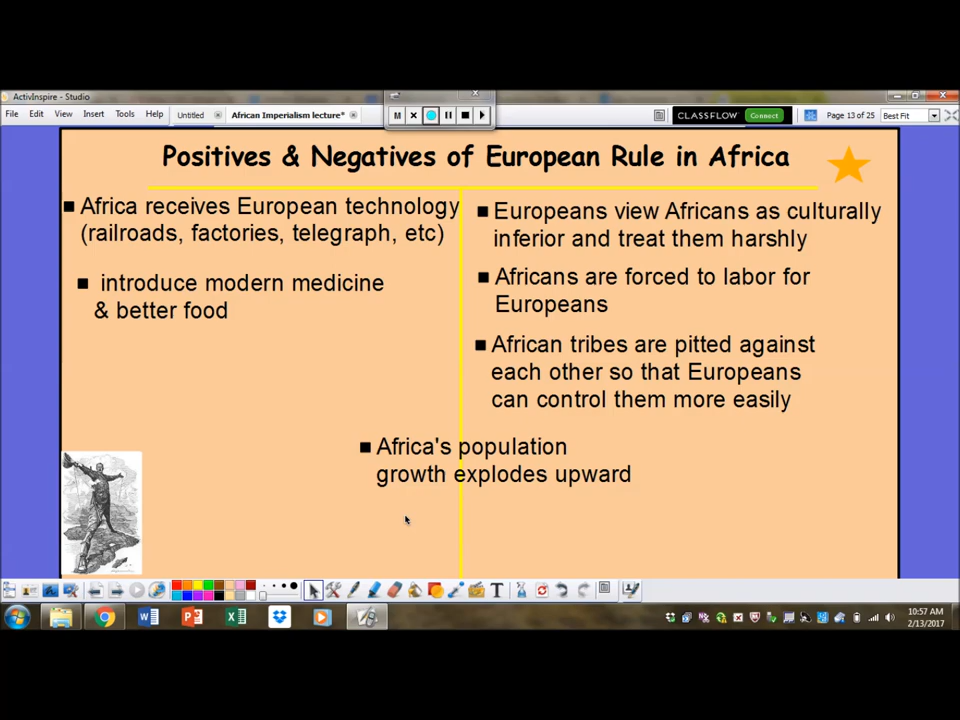 ActivInspire - Studio
File Edit View Insert Tools Help
Untitled
African Imperialism lecture*
M
CLASSFLOW Connect
Page 13 of 25
Best Fit
Positives & Negatives of European Rule in Africa
■ Africa receives European technology
(railroads, factories, telegraph, etc)
■ introduce modern medicine
& better food
■ Europeans view Africans as culturally
inferior and treat them harshly
■ Africans are forced to labor for
Europeans
■ African tribes are pitted against
each other so that Europeans
can control them more easily
■ Africa's population
growth explodes upward
10:57 AM
2/13/2017